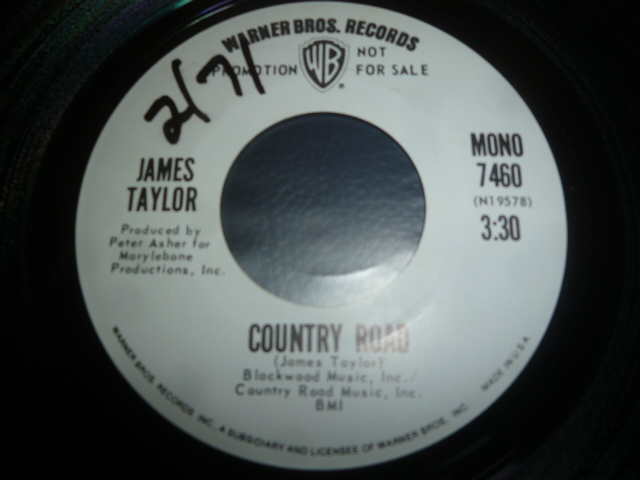 WARNER BROS. RECORDS
2/71
PROMOTION WB NOT
FOR SALE
JAMES
TAYLOR
Produced by
Peter Asher for
Marylebone
Productions, Inc.
MONO
7460
(N19578)
3:30
COUNTRY ROAD
(James Taylor)
Blackwood Music, Inc./
Country Road Music, Inc.
BMI
WARNER BROS. RECORDS INC., A SUBSIDIARY AND LICENSEE OF WARNER BROS. INC.
MADE IN U.S.A.